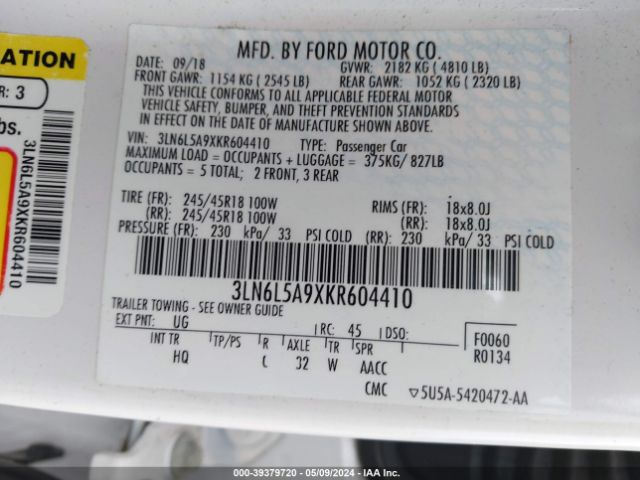 MFD. BY FORD MOTOR CO.
DATE: 09/18 GVWR: 2182 KG ( 4810 LB)
FRONT GAWR: 1154 KG ( 2545 LB) REAR GAWR: 1052 KG ( 2320 LB)
THIS VEHICLE CONFORMS TO ALL APPLICABLE FEDERAL MOTOR
VEHICLE SAFETY, BUMPER, AND THEFT PREVENTION STANDARDS
IN EFFECT ON THE DATE OF MANUFACTURE SHOWN ABOVE.
VIN: 3LN6L5A9XKR604410 TYPE: Passenger Car
MAXIMUM LOAD = OCCUPANTS + LUGGAGE = 375KG/ 827LB
OCCUPANTS = 5 TOTAL; 2 FRONT, 3 REAR
TIRE (FR): 245/45R18 100W RIMS (FR): 18x8.0J
(RR): 245/45R18 100W (RR): 18x8.0J
PRESSURE (FR): 230 kPa/ 33 PSI COLD (RR): 230 kPa/ 33 PSI COLD
3LN6L5A9XKR604410
TRAILER TOWING - SEE OWNER GUIDE
EXT PNT: UG RC: 45 DSO: F0060
INT TR TP/PS R AXLE TR SPR R0134
HQ C 32 W AACC
CMC 5U5A-5420472-AA
ATION
R: 3
bs.
3LN6L5A9XKR604410
000-39379720 - 05/09/2024 - IAA Inc.